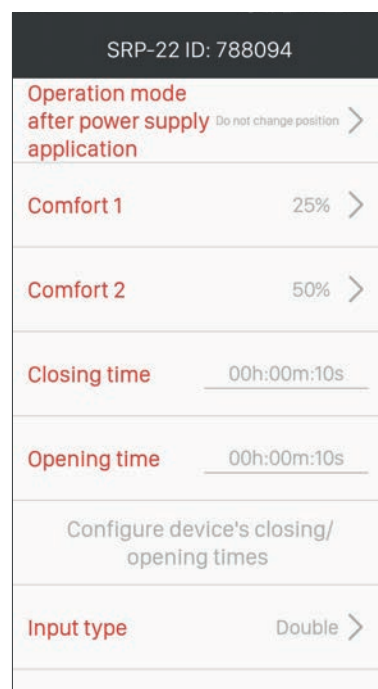 SRP-22 ID: 788094
Operation mode
after power supply Do not change position
application
Comfort 1 25%
Comfort 2 50%
Closing time 00h:00m:10s
Opening time 00h:00m:10s
Configure device's closing/
opening times
Input type Double